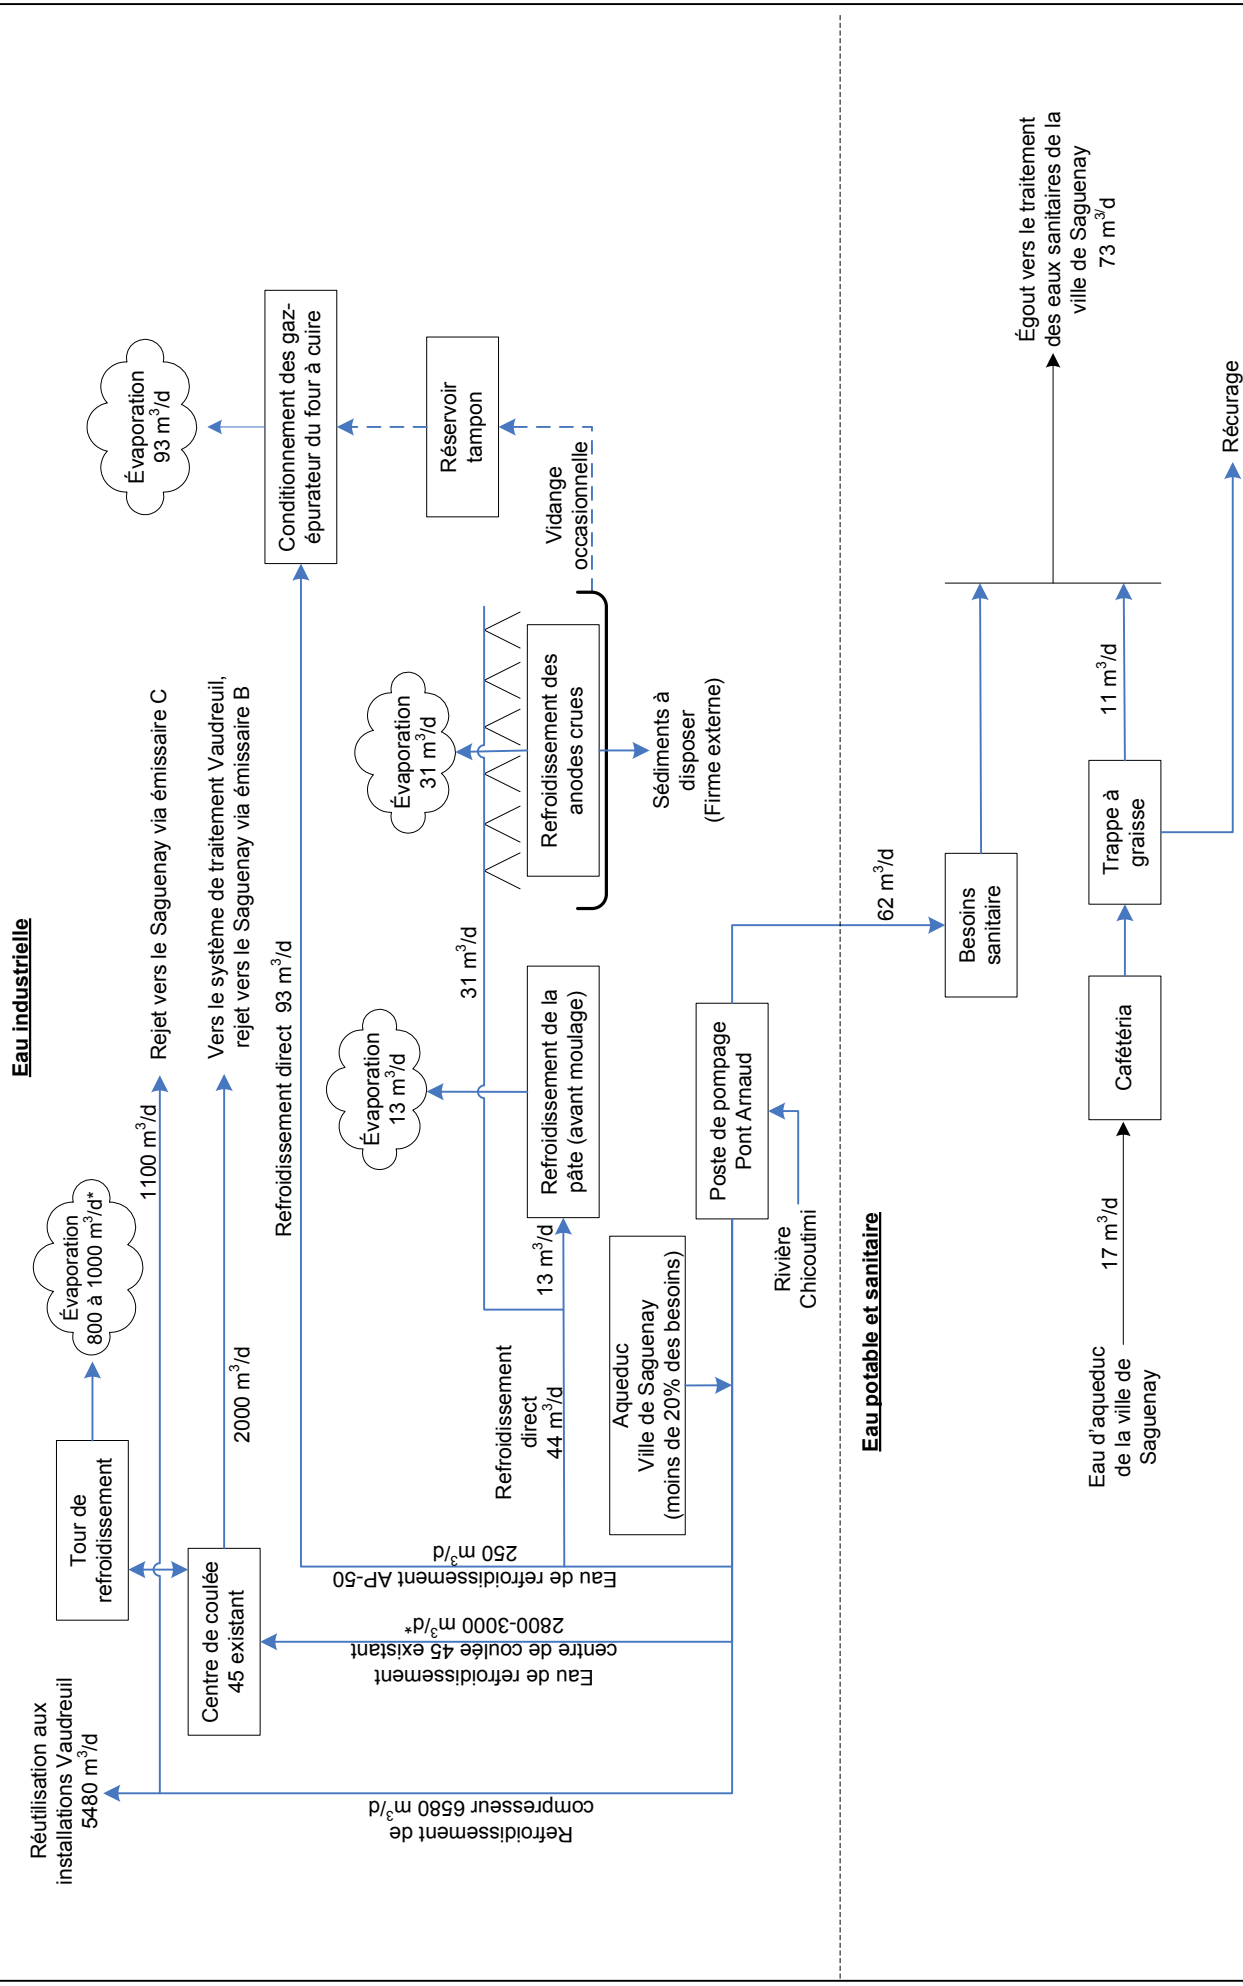 Eau industrielle
Réutilisation aux
installations Vaudreuil
5480 m³/d
Tour de
refroidissement
Évaporation
800 à 1000 m³/d*
1100 m³/d
Rejet vers le Saguenay via émissaire C
Centre de coulée
45 existant
2000 m³/d
Vers le système de traitement Vaudreuil,
rejet vers le Saguenay via émissaire B
Refroidissement direct 93 m³/d
Conditionnement des gaz-
épurateur du four à cuire
Évaporation
93 m³/d
Réservoir
tampon
Vidange
occasionnelle
Refroidissement de
compresseur 6580 m³/d
Eau de refroidissement
centre de coulée 45 existant
2800-3000 m³/d*
Eau de refroidissement AP-50
250 m³/d
Refroidissement
direct
44 m³/d
13 m³/d
Refroidissement de la
pâte (avant moulage)
Évaporation
13 m³/d
31 m³/d
Évaporation
31 m³/d
Refroidissement des
anodes crues
Sédiments à
disposer
(Firme externe)
Aqueduc
Ville de Saguenay
(moins de 20% des besoins)
Poste de pompage
Pont Arnaud
Rivière
Chicoutimi
Eau potable et sanitaire
62 m³/d
Besoins
sanitaire
Eau d'aqueduc
de la ville de
Saguenay
17 m³/d
Cafétéria
Trappe à
graisse
11 m³/d
Récurage
Égout vers le traitement
des eaux sanitaires de la
ville de Saguenay
73 m³/d